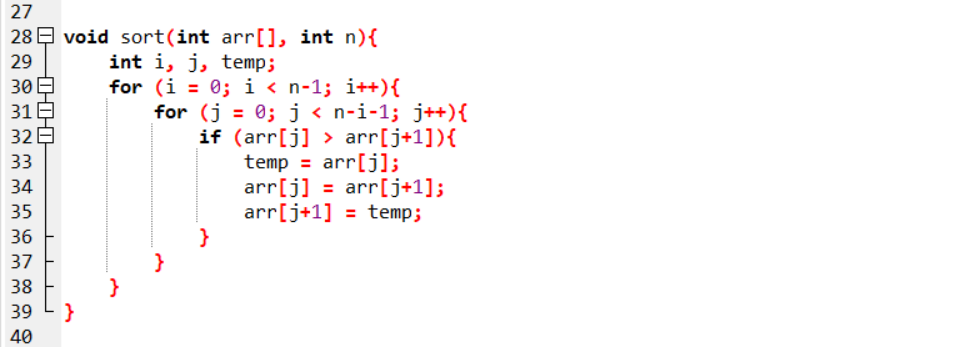 27
28 void sort(int arr[], int n){
29     int i, j, temp;
30     for (i = 0; i < n-1; i++){
31         for (j = 0; j < n-i-1; j++){
32             if (arr[j] > arr[j+1]){
33                 temp = arr[j];
34                 arr[j] = arr[j+1];
35                 arr[j+1] = temp;
36             }
37         }
38     }
39 }
40